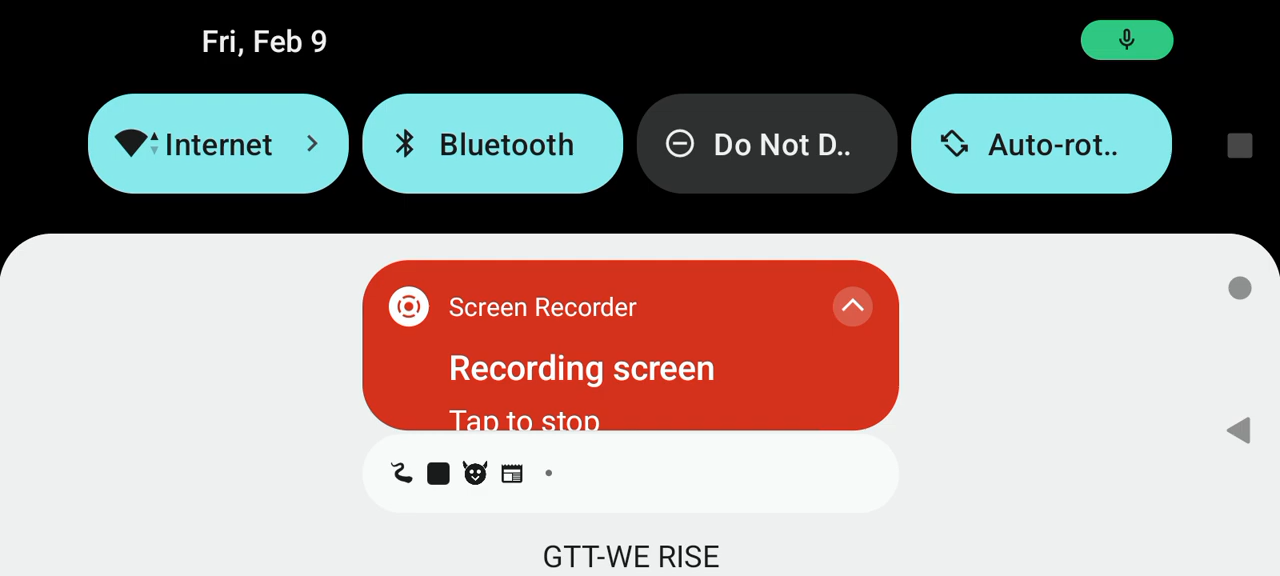 Fri, Feb 9
Internet
Bluetooth
Do Not D..
Auto-rot..
Screen Recorder
Recording screen
Tap to stop
GTT-WE RISE